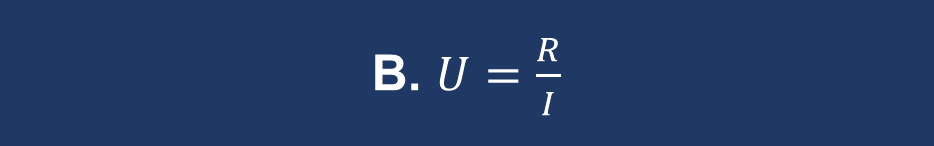 B. U = R/I